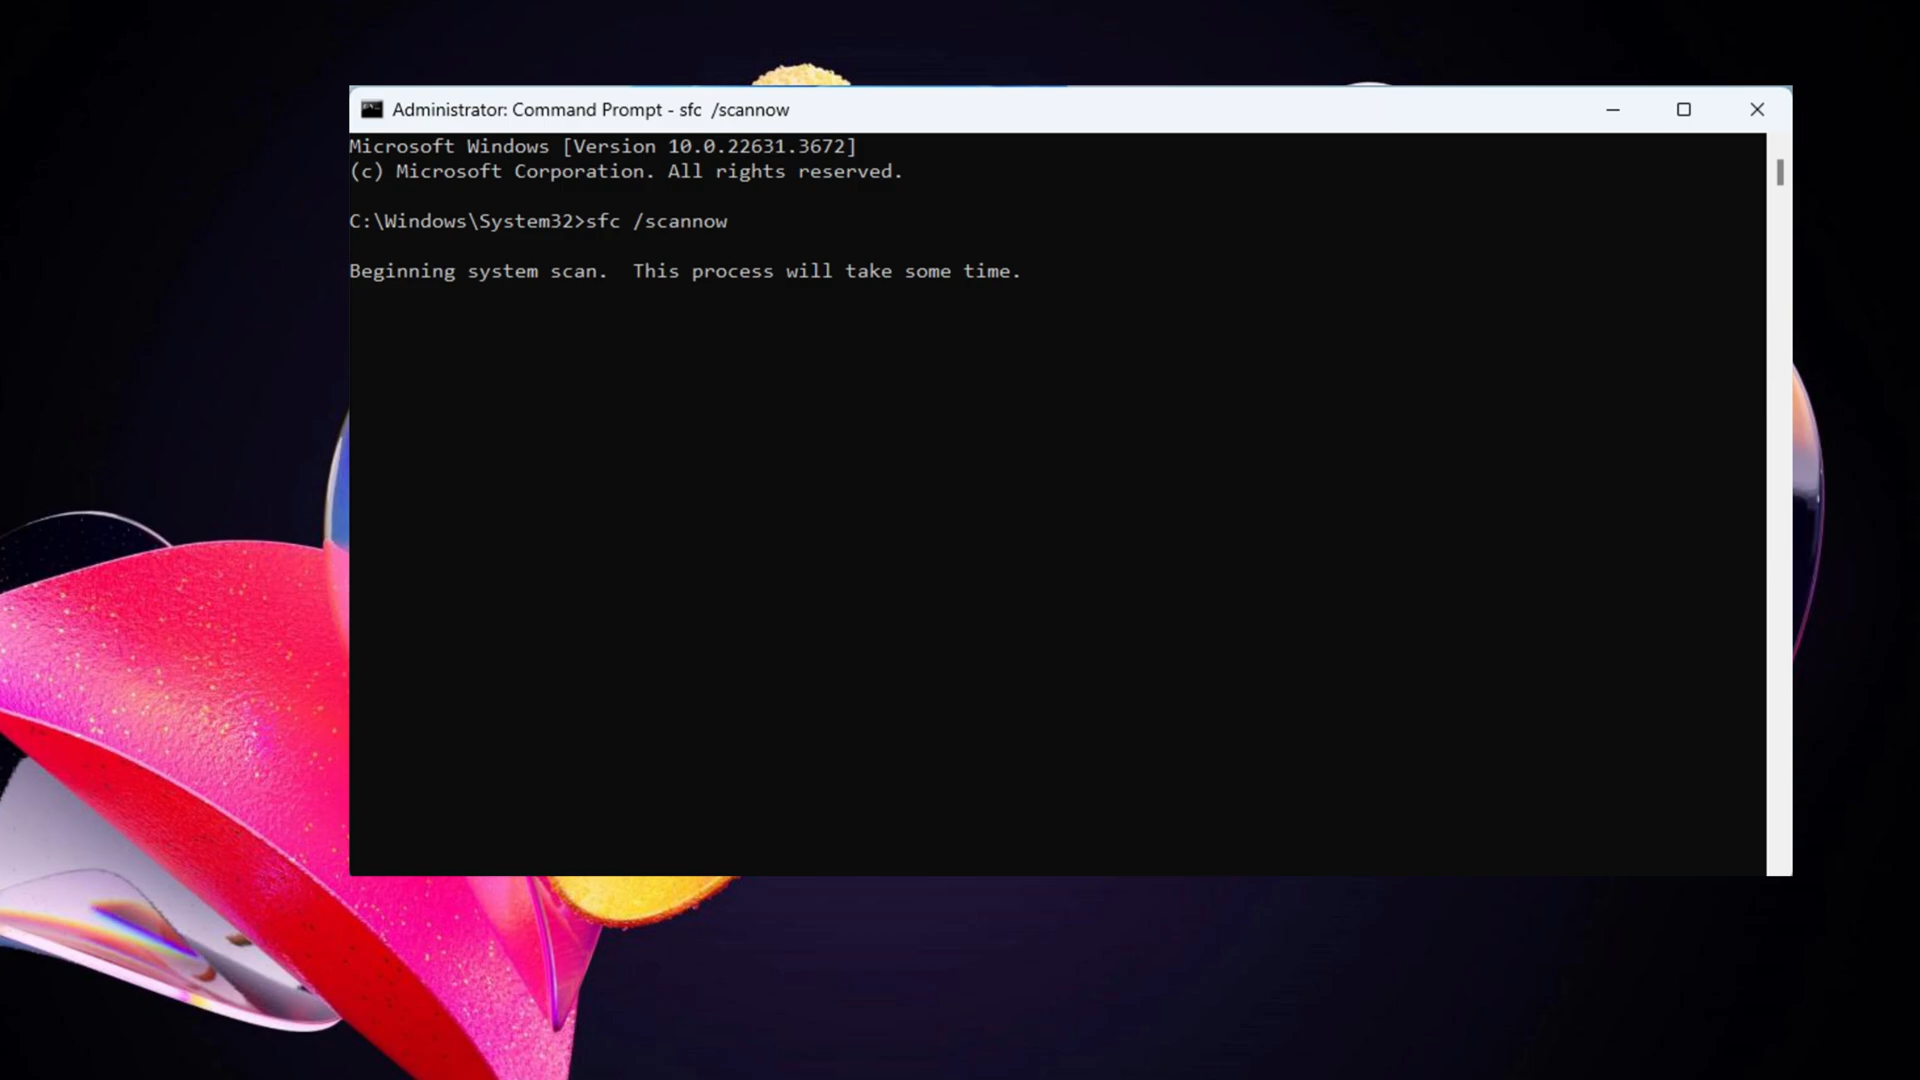 Administrator: Command Prompt - sfc  /scannow
Microsoft Windows [Version 10.0.22631.3672]
(c) Microsoft Corporation. All rights reserved.
C:\Windows\System32>sfc /scannow
Beginning system scan.  This process will take some time.